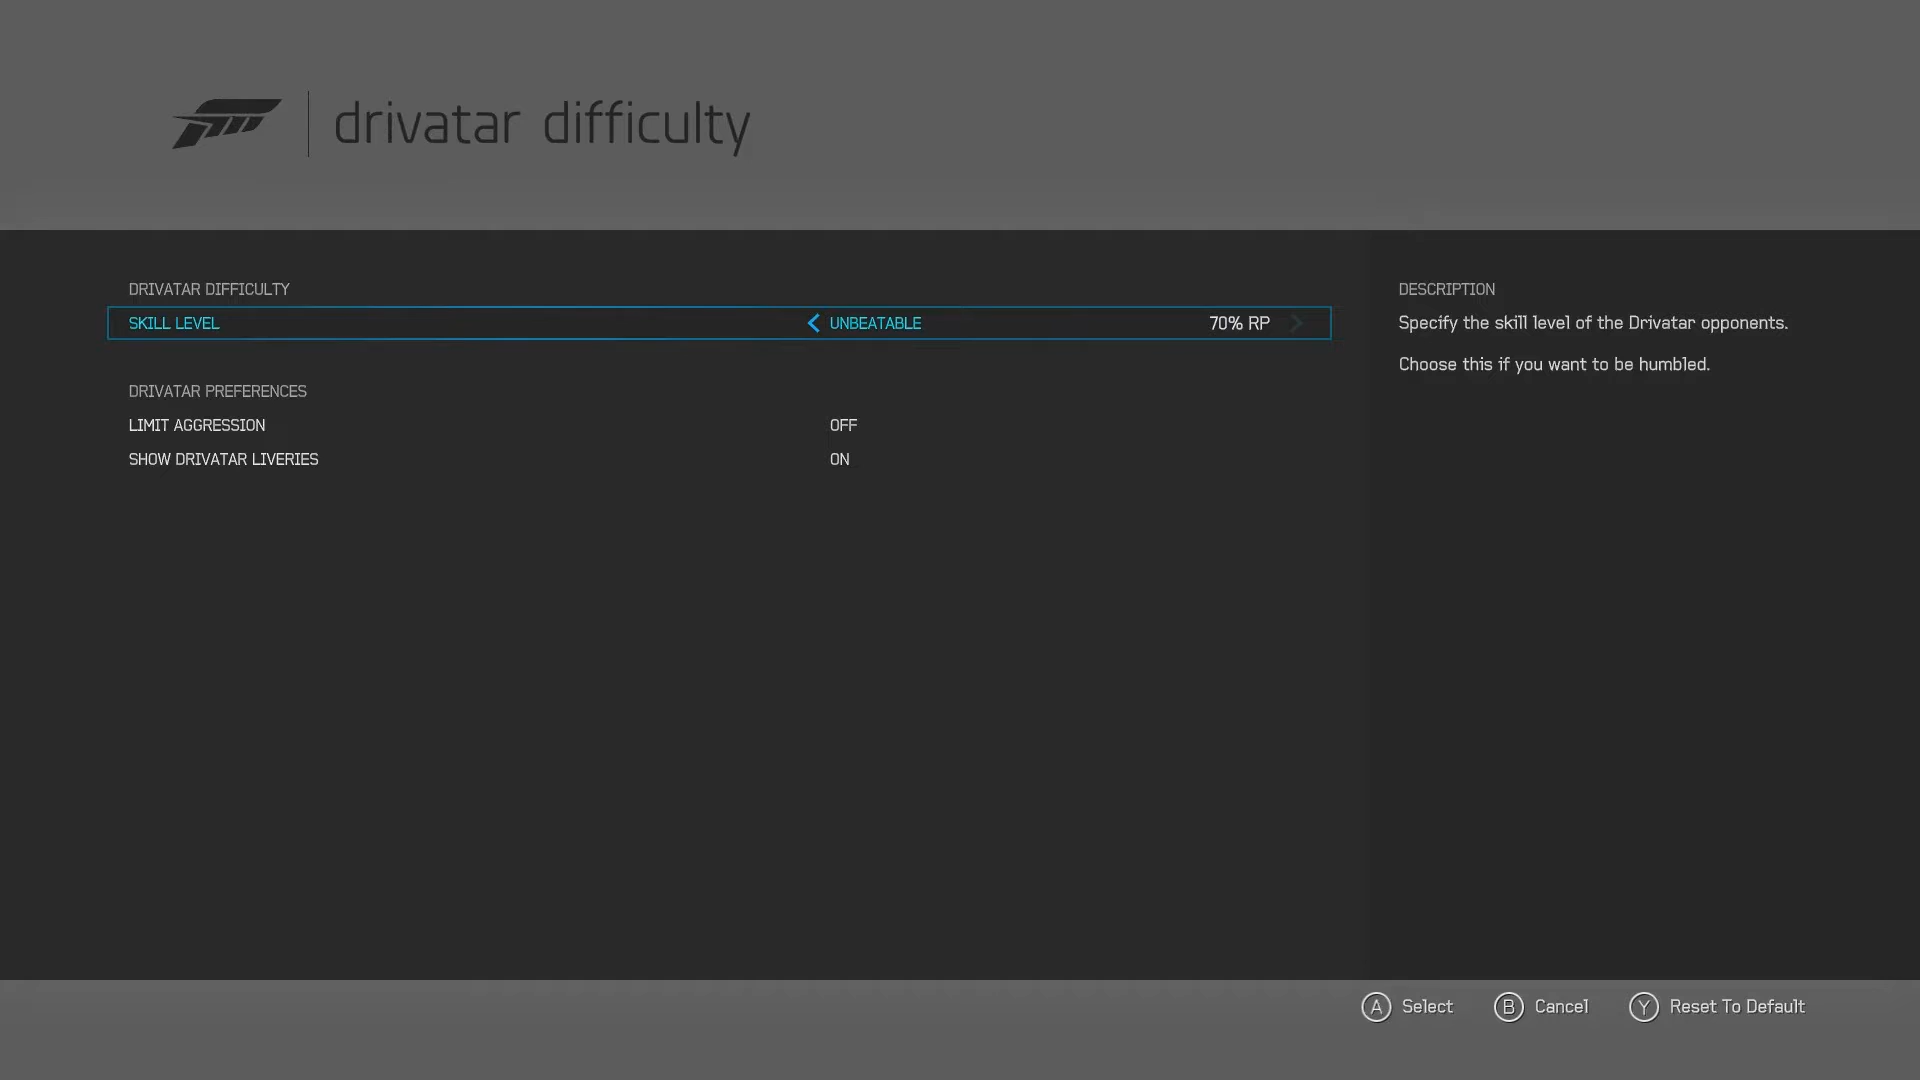 drivatar difficulty
DRIVATAR DIFFICULTY
SKILL LEVEL UNBEATABLE 70% RP
DRIVATAR PREFERENCES
LIMIT AGGRESSION OFF
SHOW DRIVATAR LIVERIES ON
DESCRIPTION
Specify the skill level of the Drivatar opponents.
Choose this if you want to be humbled.
A Select B Cancel Y Reset To Default